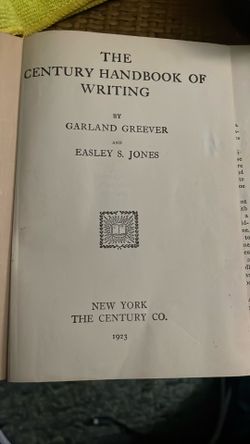 THE
CENTURY HANDBOOK OF
WRITING
BY
GARLAND GREEVER
AND
EASLEY S. JONES
NEW YORK
THE CENTURY CO.
1923